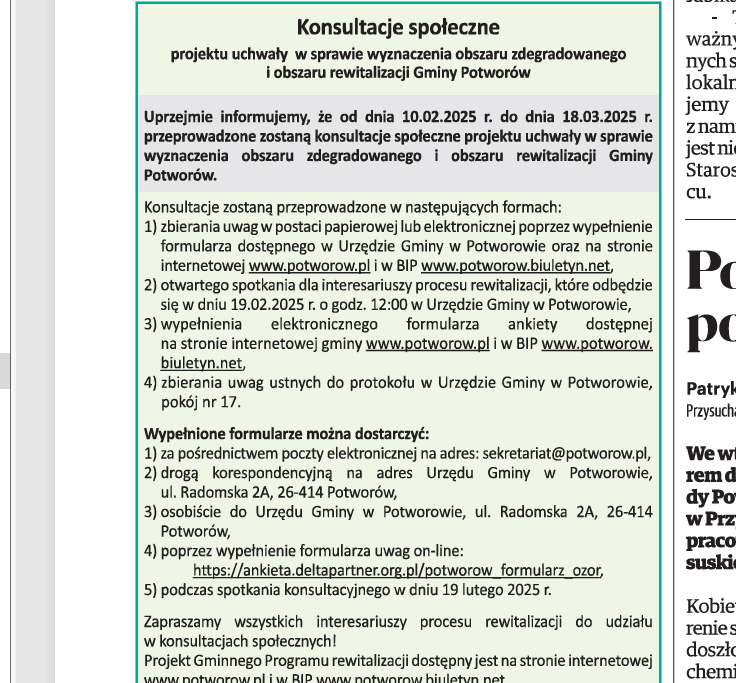 Konsultacje społeczne
projektu uchwały w sprawie wyznaczenia obszaru zdegradowanego
i obszaru rewitalizacji Gminy Potworów
Uprzejmie informujemy, że od dnia 10.02.2025 r. do dnia 18.03.2025 r.
przeprowadzone zostaną konsultacje społeczne projektu uchwały w sprawie
wyznaczenia obszaru zdegradowanego i obszaru rewitalizacji Gminy
Potworów.
Konsultacje zostaną przeprowadzone w następujących formach:
1) zbierania uwag w postaci papierowej lub elektronicznej poprzez wypełnienie
formularza dostępnego w Urzędzie Gminy w Potworowie oraz na stronie
internetowej www.potworow.pl i w BIP www.potworow.biuletyn.net,
2) otwartego spotkania dla interesariuszy procesu rewitalizacji, które odbędzie
się w dniu 19.02.2025 r. o godz. 12:00 w Urzędzie Gminy w Potworowie,
3) wypełnienia elektronicznego formularza ankiety dostępnej
na stronie internetowej gminy www.potworow.pl i w BIP www.potworow.
biuletyn.net,
4) zbierania uwag ustnych do protokołu w Urzędzie Gminy w Potworowie,
pokój nr 17.
Wypełnione formularze można dostarczyć:
1) za pośrednictwem poczty elektronicznej na adres: sekretariat@potworow.pl,
2) drogą korespondencyjną na adres Urzędu Gminy w Potworowie,
ul. Radomska 2A, 26-414 Potworów,
3) osobiście do Urzędu Gminy w Potworowie, ul. Radomska 2A, 26-414
Potworów,
4) poprzez wypełnienie formularza uwag on-line:
https://ankieta.deltapartner.org.pl/potworow_formularz_ozor,
5) podczas spotkania konsultacyjnego w dniu 19 lutego 2025 r.
Zapraszamy wszystkich interesariuszy procesu rewitalizacji do udziału
w konsultacjach społecznych!
Projekt Gminnego Programu rewitalizacji dostępny jest na stronie internetowej
www.potworow.pl i w BIP www.potworow.biuletyn.net
ważny
nych s
lokaln
jemy
z nami
jest nie
Staros
cu.
Po
po
Patryk
Przysucha
We wt
rem d
dy Pov
w Przy
praco
suskie
Kobie
renie s
doszło
chemi